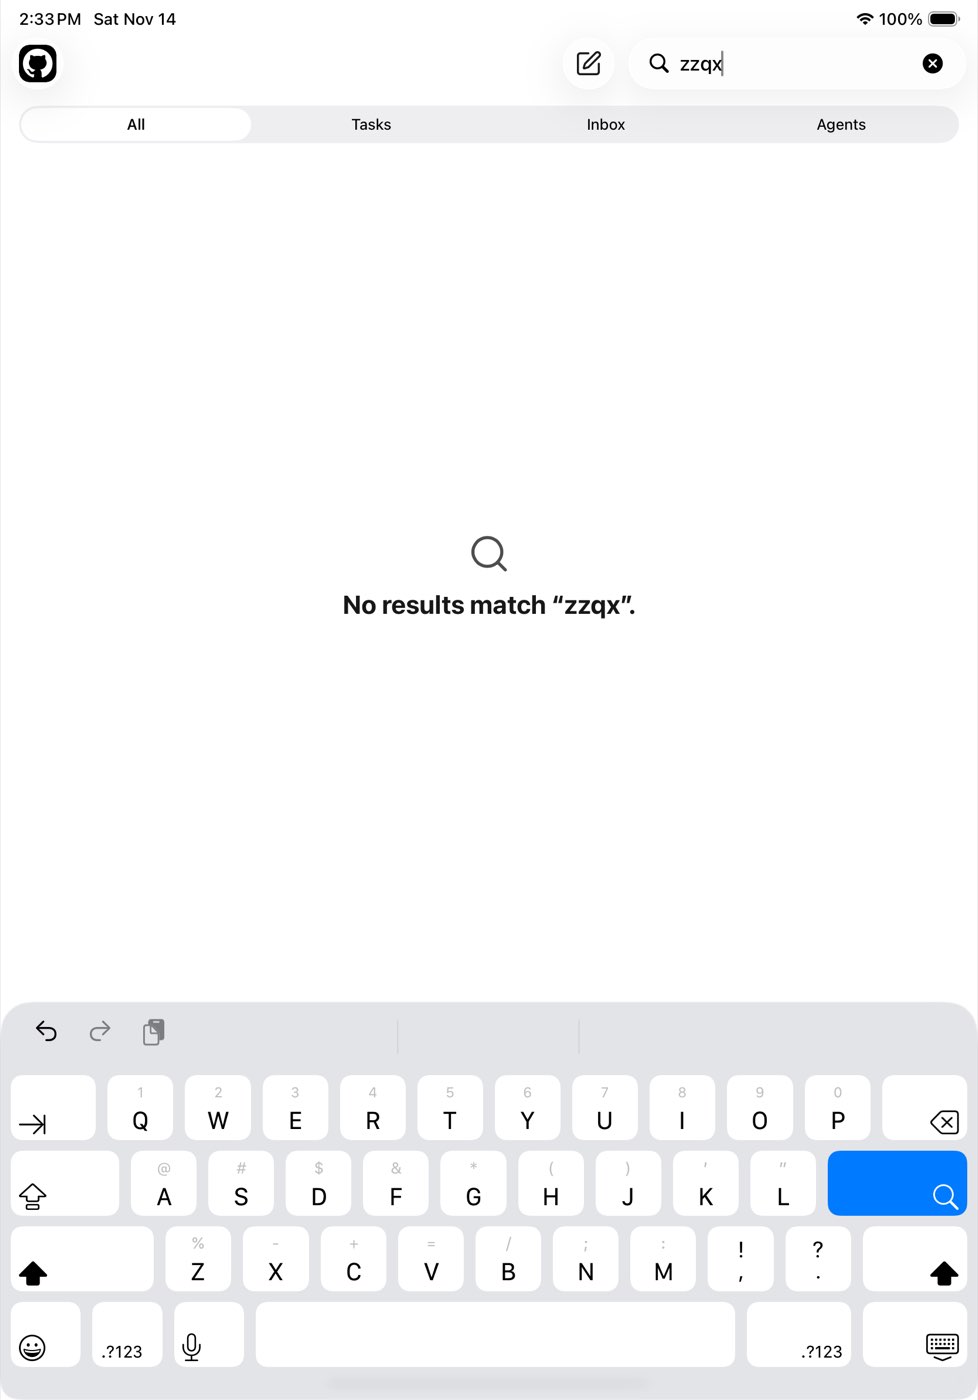 2:33 PM Sat Nov 14 100%
zzqx
All Tasks Inbox Agents
No results match “zzqx”.
1 2 3 4 5 6 7 8 9 0
Q W E R T Y U I O P
@ # $ & * ( ) ' "
A S D F G H J K L
% - + = / ; : ! ?
Z X C V B N M , .
.?123 .?123